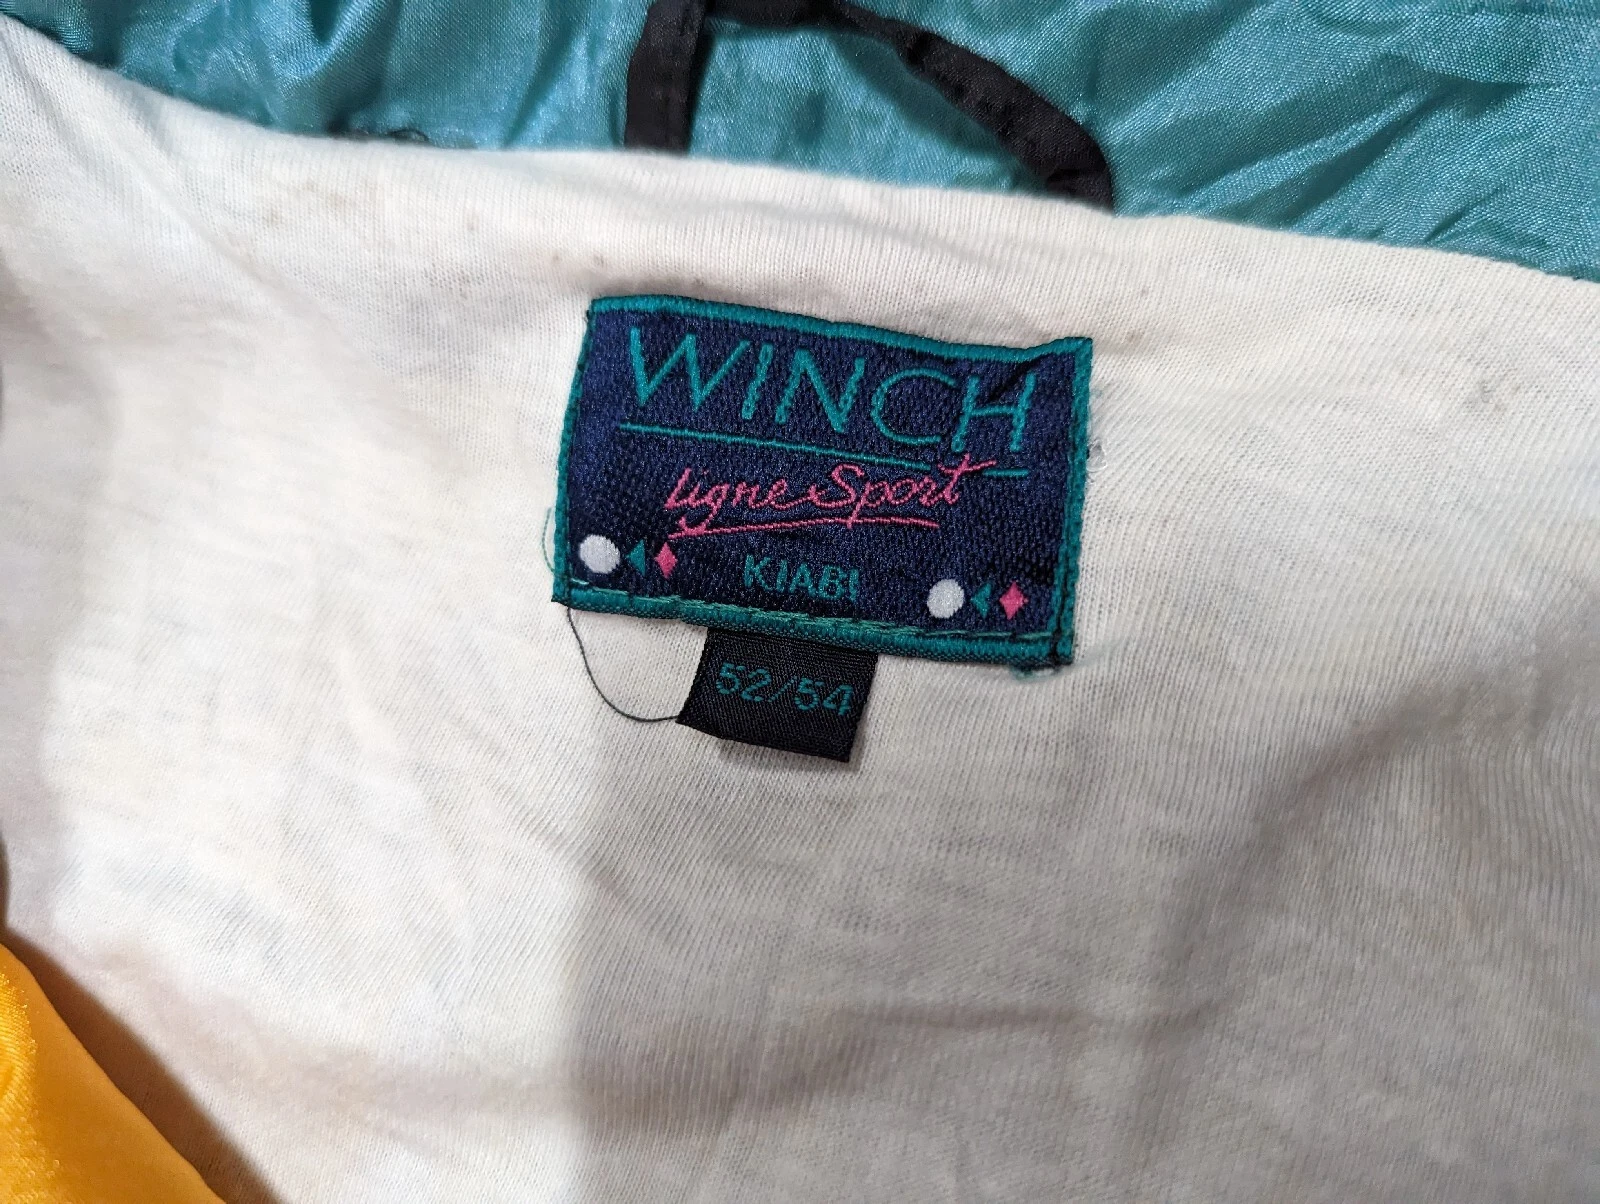 WINCH
Ligne Sport
KIABI
52/54